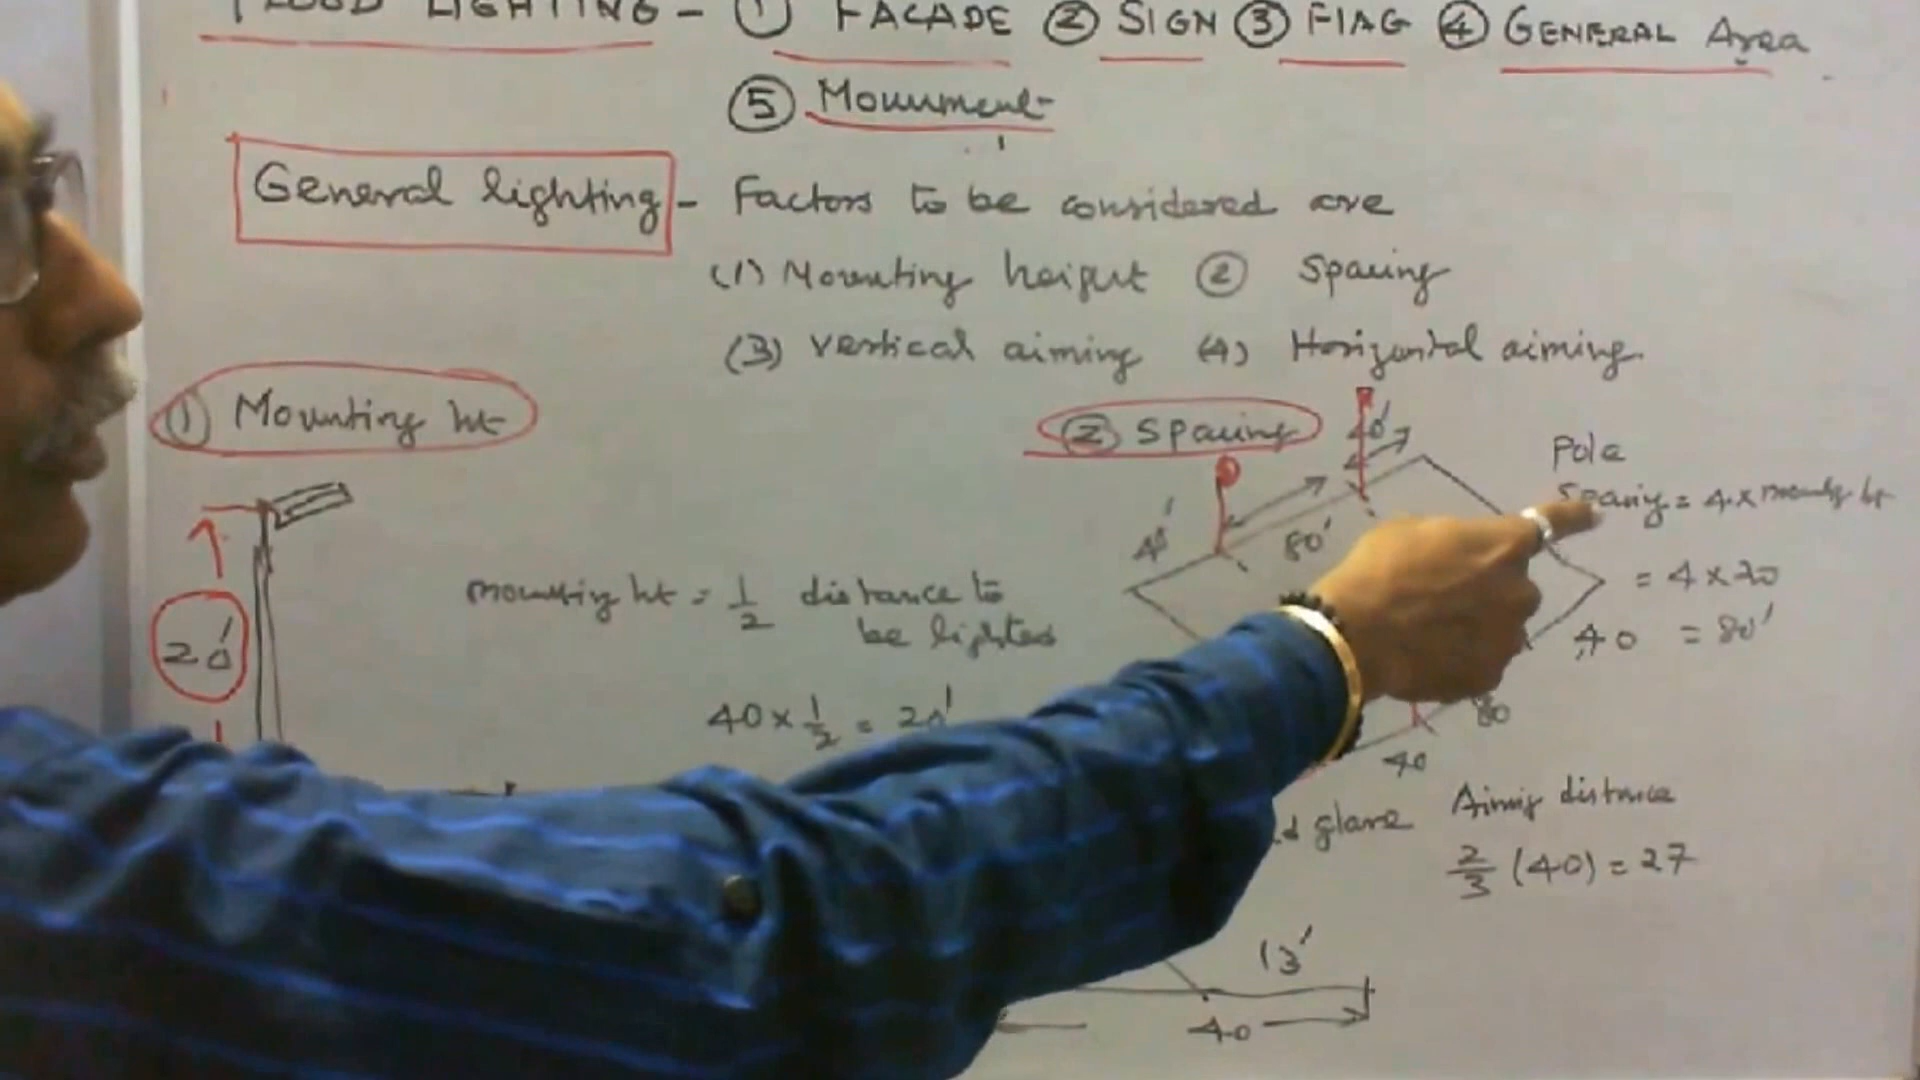 FLOOD LIGHTING - ① FACADE ② SIGN ③ FLAG ④ GENERAL Area
⑤ Monument
General lighting - Factors to be considered are
(1) Mounting height ② Spacing
(3) Vertical aiming (4) Horizontal aiming.
① Mounting ht
② Spacing
40'
80'
40'
Pole
Spacing = 4 x mounting ht
= 4 x 20
= 80'
40
80
40
20'
mounting ht = 1/2 distance to
be lighted
40 x 1/2 = 20'
glare
Aiming distance
2/3 (40) = 27
13'
40